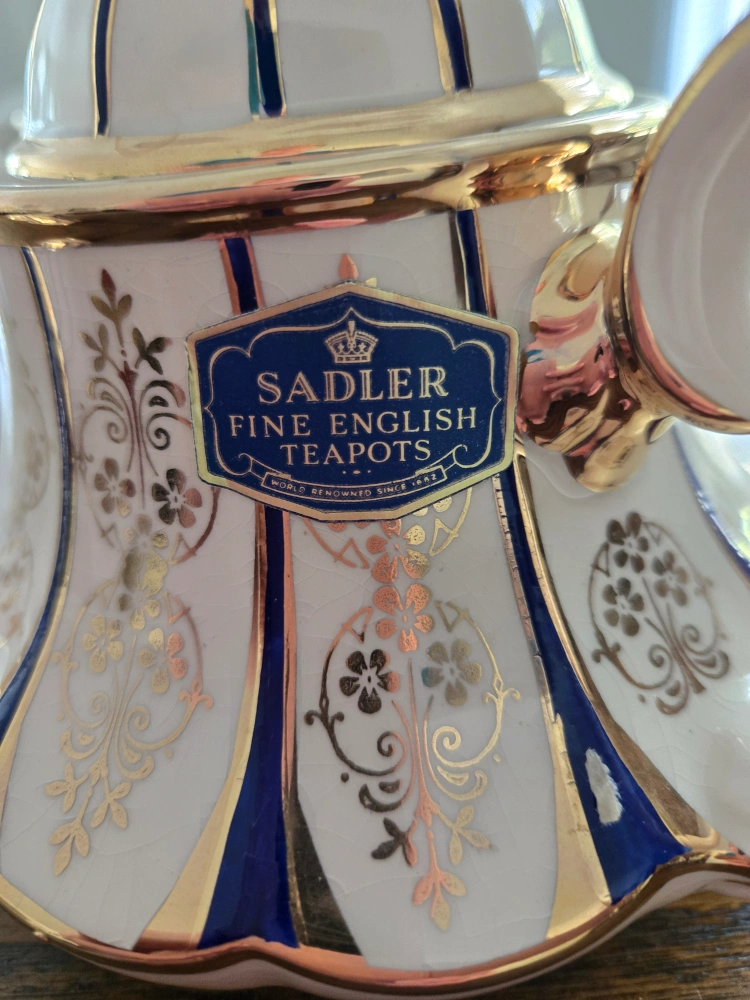 SADLER
FINE ENGLISH
TEAPOTS
WORLD RENOWNED SINCE 1882